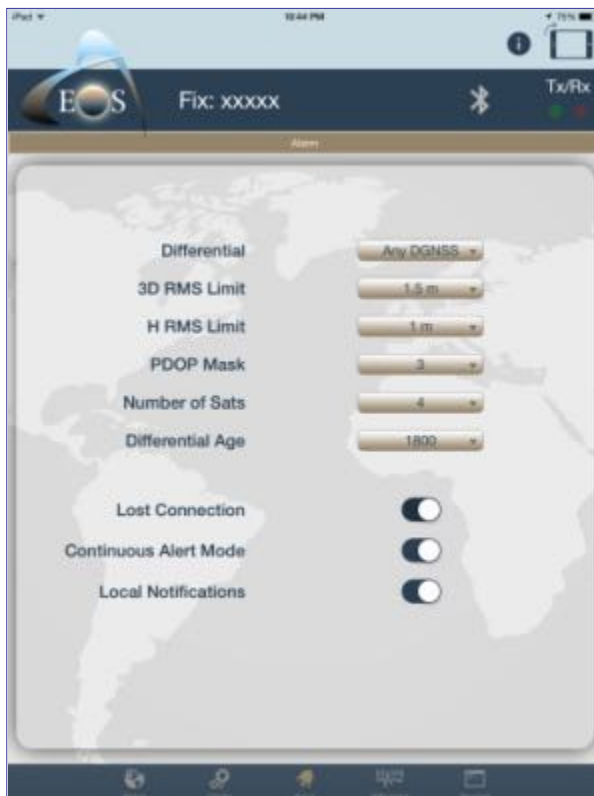 iPad
10:44 PM
75%
EOS
Fix: xxxxx
Tx/Rx
Alarm
Differential Any DGNSS
3D RMS Limit 1.5 m
H RMS Limit 1 m
PDOP Mask 3
Number of Sats 4
Differential Age 1800
Lost Connection
Continuous Alert Mode
Local Notifications